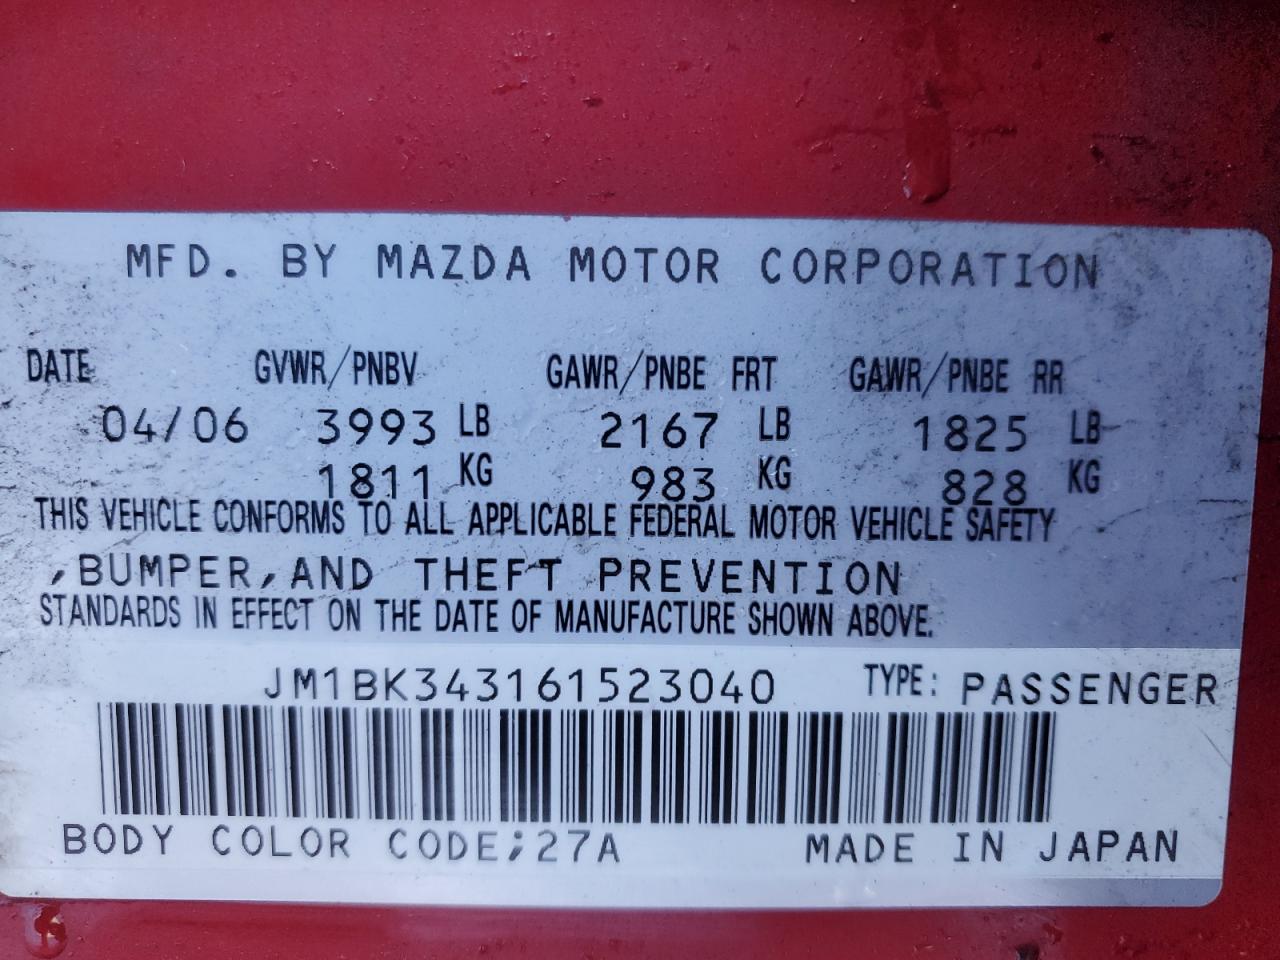 MFD. BY MAZDA MOTOR CORPORATION
DATE GVWR/PNBV GAWR/PNBE FRT GAWR/PNBE RR
04/06 3993 LB 2167 LB 1825 LB
1811 KG 983 KG 828 KG
THIS VEHICLE CONFORMS TO ALL APPLICABLE FEDERAL MOTOR VEHICLE SAFETY
,BUMPER,AND THEFT PREVENTION
STANDARDS IN EFFECT ON THE DATE OF MANUFACTURE SHOWN ABOVE.
JM1BK343161523040 TYPE: PASSENGER
BODY COLOR CODE;27A MADE IN JAPAN